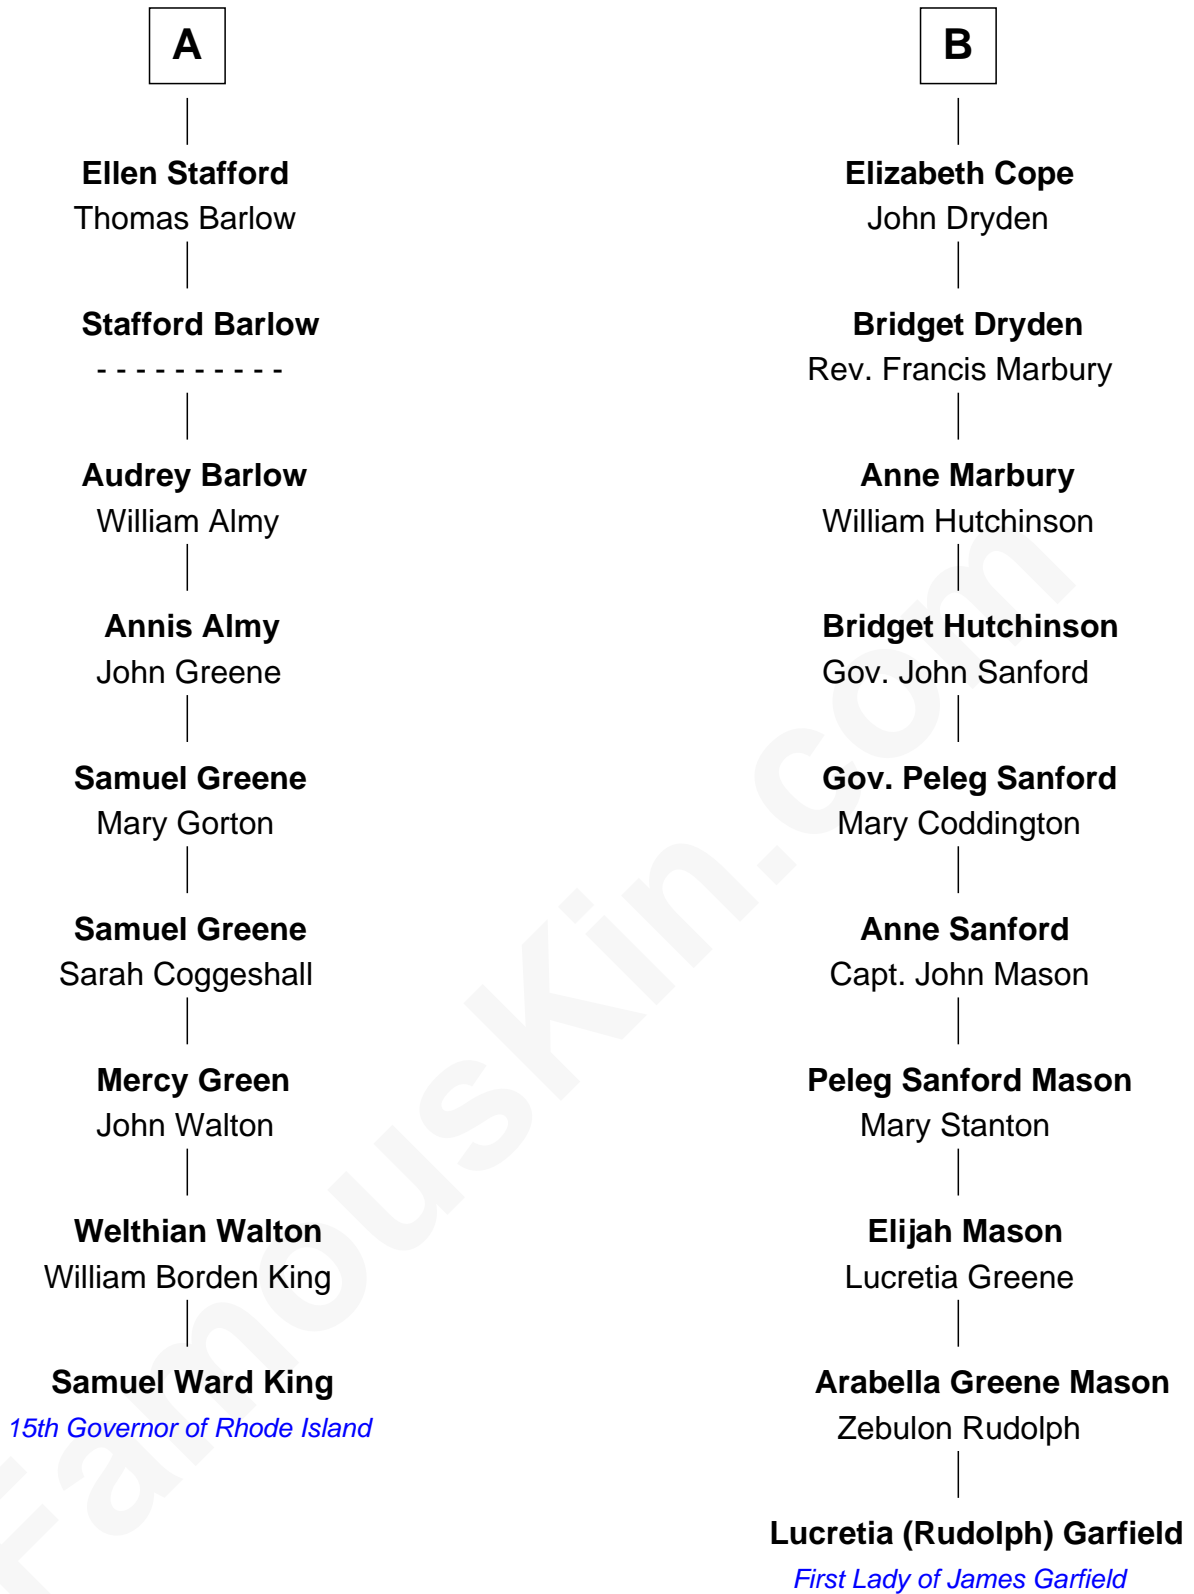 A
Ellen Stafford
Thomas Barlow
Stafford Barlow
- - - - - - - - - -
Audrey Barlow
William Almy
Annis Almy
John Greene
Samuel Greene
Mary Gorton
Samuel Greene
Sarah Coggeshall
Mercy Green
John Walton
Welthian Walton
William Borden King
Samuel Ward King
15th Governor of Rhode Island
B
Elizabeth Cope
John Dryden
Bridget Dryden
Rev. Francis Marbury
Anne Marbury
William Hutchinson
Bridget Hutchinson
Gov. John Sanford
Gov. Peleg Sanford
Mary Coddington
Anne Sanford
Capt. John Mason
Peleg Sanford Mason
Mary Stanton
Elijah Mason
Lucretia Greene
Arabella Greene Mason
Zebulon Rudolph
Lucretia (Rudolph) Garfield
First Lady of James Garfield
FamousKin.com